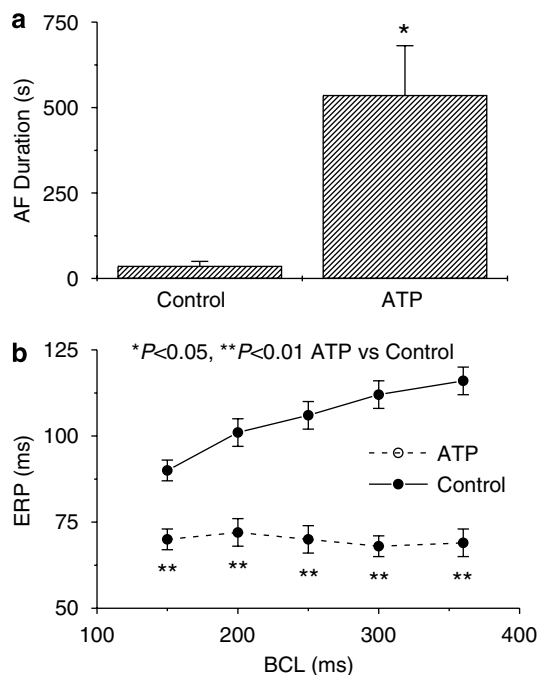 a
750
500
250
0
AF Duration (s)
*
Control
ATP
b
*P<0.05, **P<0.01 ATP vs Control
125
100
75
50
ERP (ms)
ATP
Control
** ** ** ** **
100 200 300 400
BCL (ms)